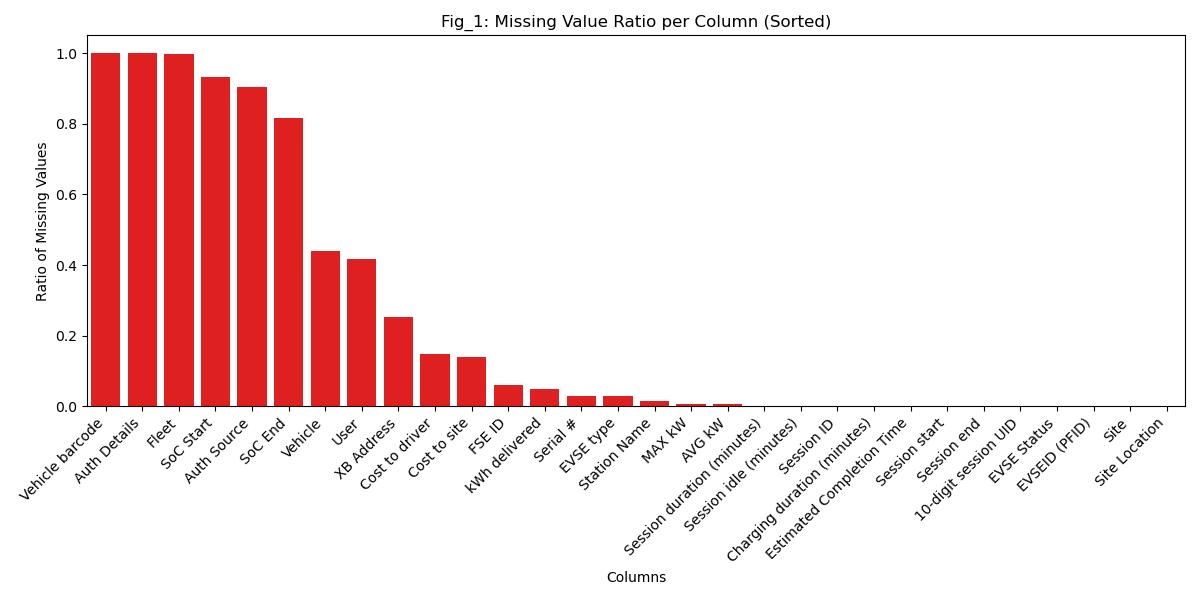 Fig_1: Missing Value Ratio per Column (Sorted)
Ratio of Missing Values
1.0
0.8
0.6
0.4
0.2
0.0
Vehicle barcode
Auth Details
Fleet
SoC Start
Auth Source
SoC End
Vehicle
User
XB Address
Cost to driver
Cost to site
FSE ID
KWh delivered
Serial #
EVSE type
Station Name
MAX kW
AVG kW
Session duration (minutes)
Session idle (minutes)
Session ID
Charging duration (minutes)
Estimated Completion Time
Session start
Session end
10-digit session UID
EVSE Status
EVSEID (PFID)
Site
Site Location
Columns